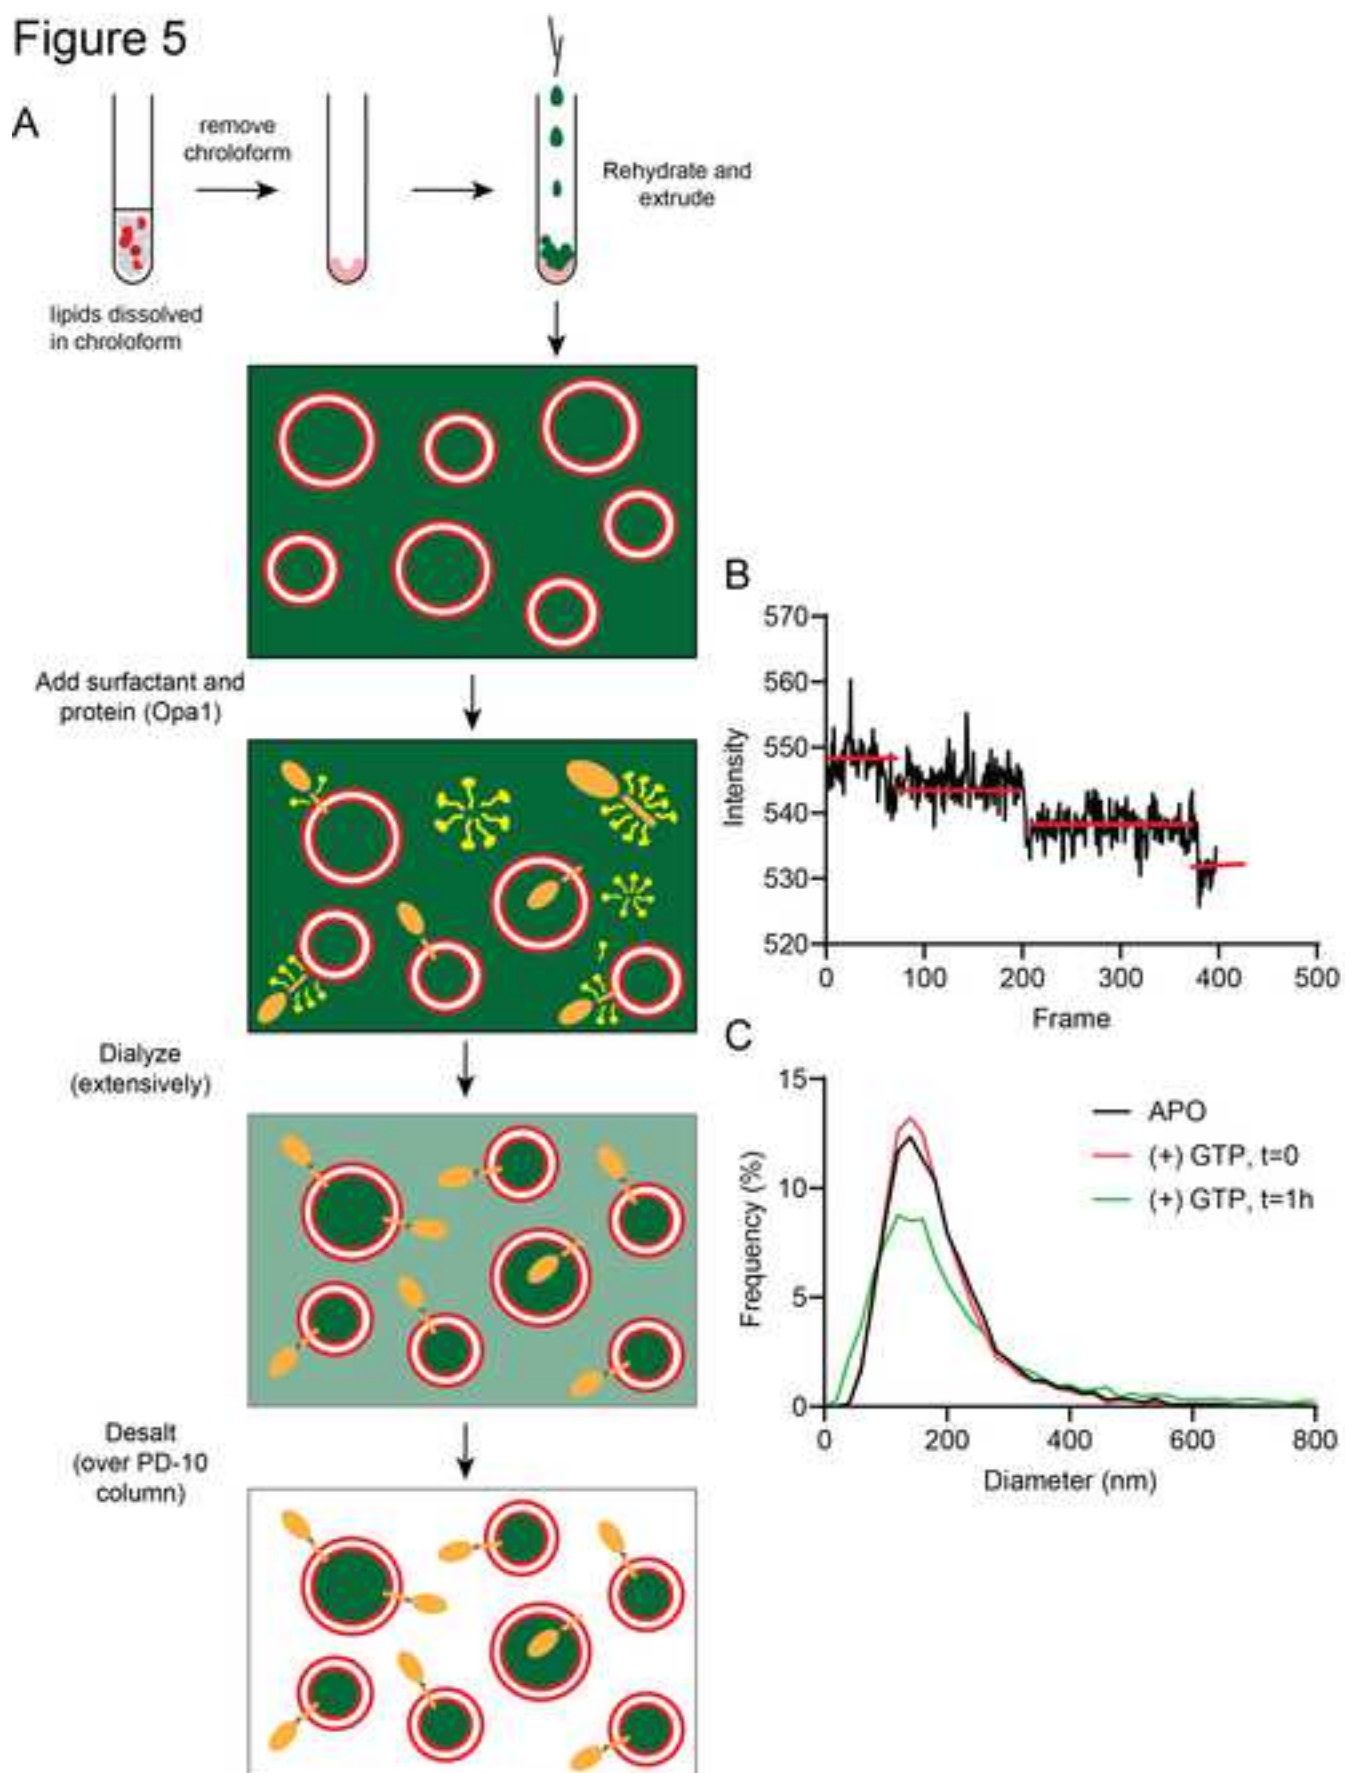 Figure 5
A
remove
chroloform
Rehydrate and
extrude
lipids dissolved
in chroloform
Add surfactant and
protein (Opa1)
Dialyze
(extensively)
Desalt
(over PD-10
column)
B
570
560
550
540
530
520
Intensity
0 100 200 300 400 500
Frame
C
15
10
5
0
Frequency (%)
APO
(+) GTP, t=0
(+) GTP, t=1h
0 200 400 600 800
Diameter (nm)